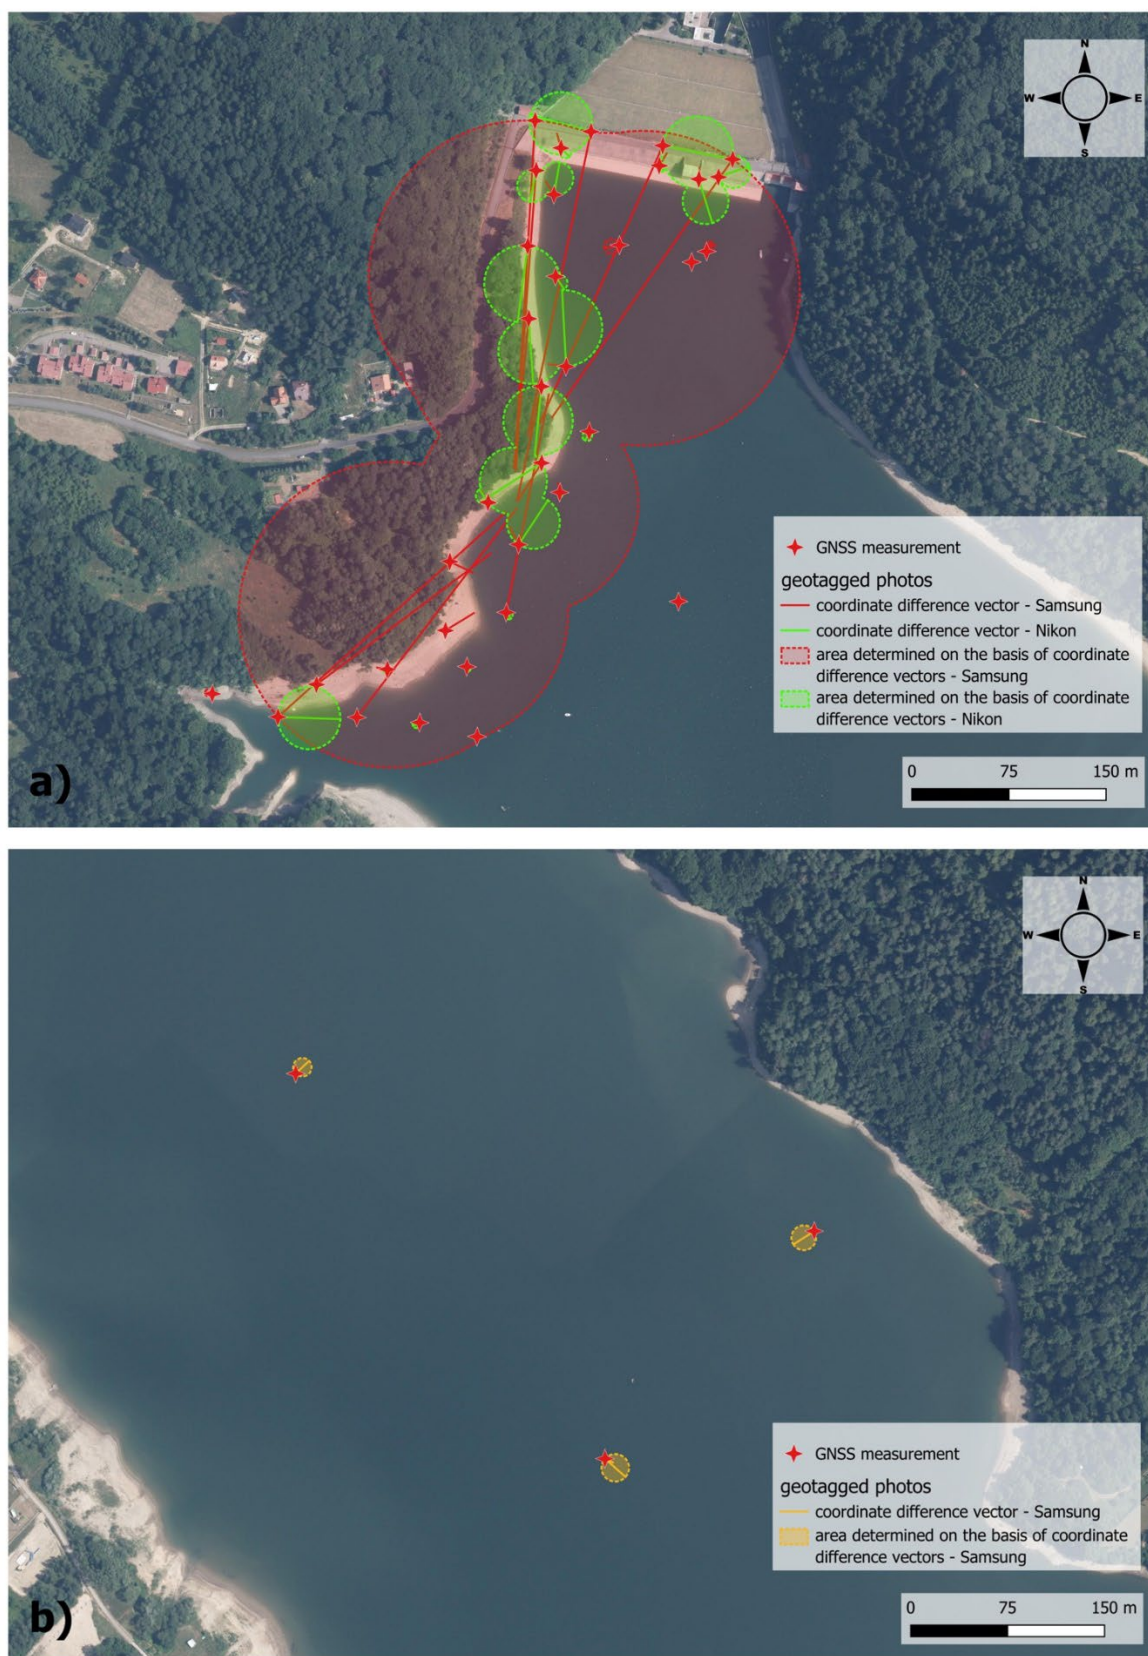 N
W E
S
GNSS measurement
geotagged photos
coordinate difference vector - Samsung
coordinate difference vector - Nikon
area determined on the basis of coordinate
difference vectors - Samsung
area determined on the basis of coordinate
difference vectors - Nikon
0 75 150 m
a)
N
W E
S
GNSS measurement
geotagged photos
coordinate difference vector - Samsung
area determined on the basis of coordinate
difference vectors - Samsung
0 75 150 m
b)